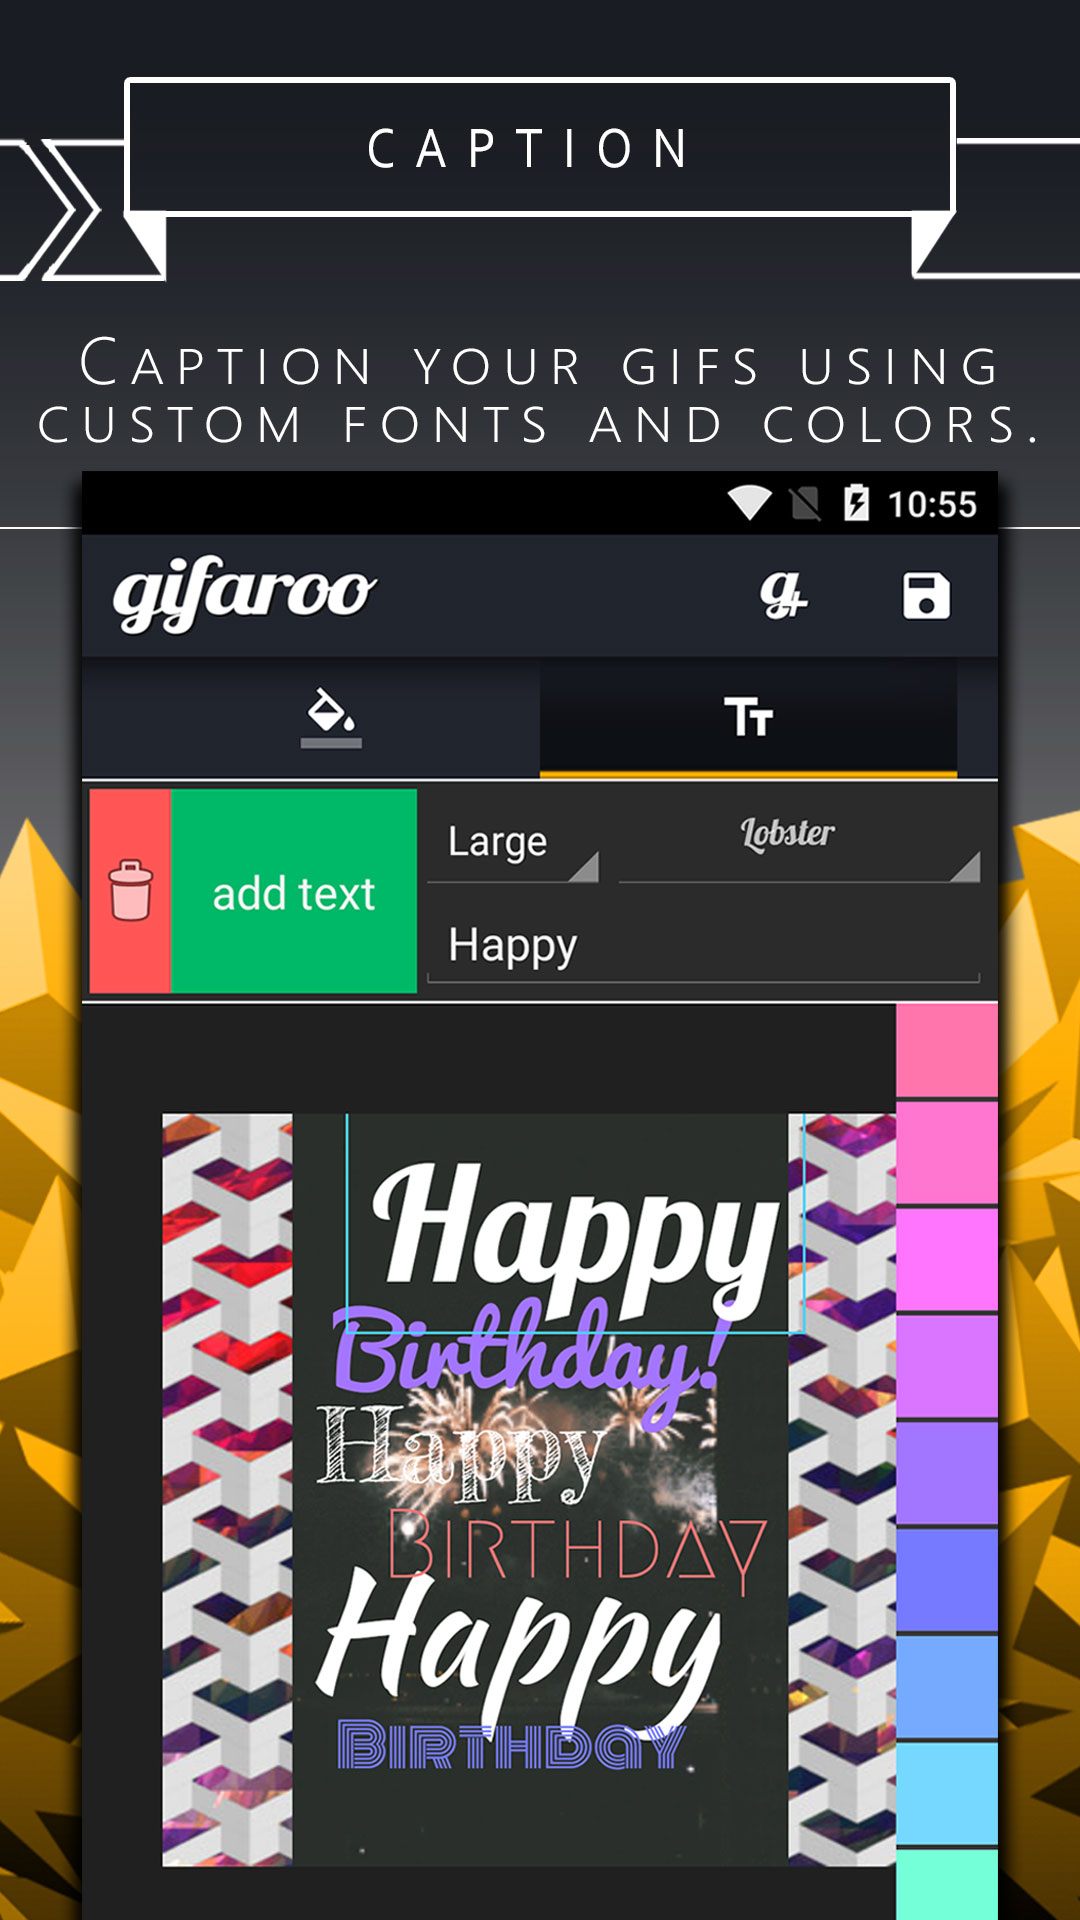 CAPTION
CAPTION YOUR GIFS USING
CUSTOM FONTS AND COLORS.
10:55
gifaroo
g+
Tт
add text
Large
Lobster
Happy
Happy
Birthday!
Happy
BIRTHDAY
Happy
BIRTHDAY